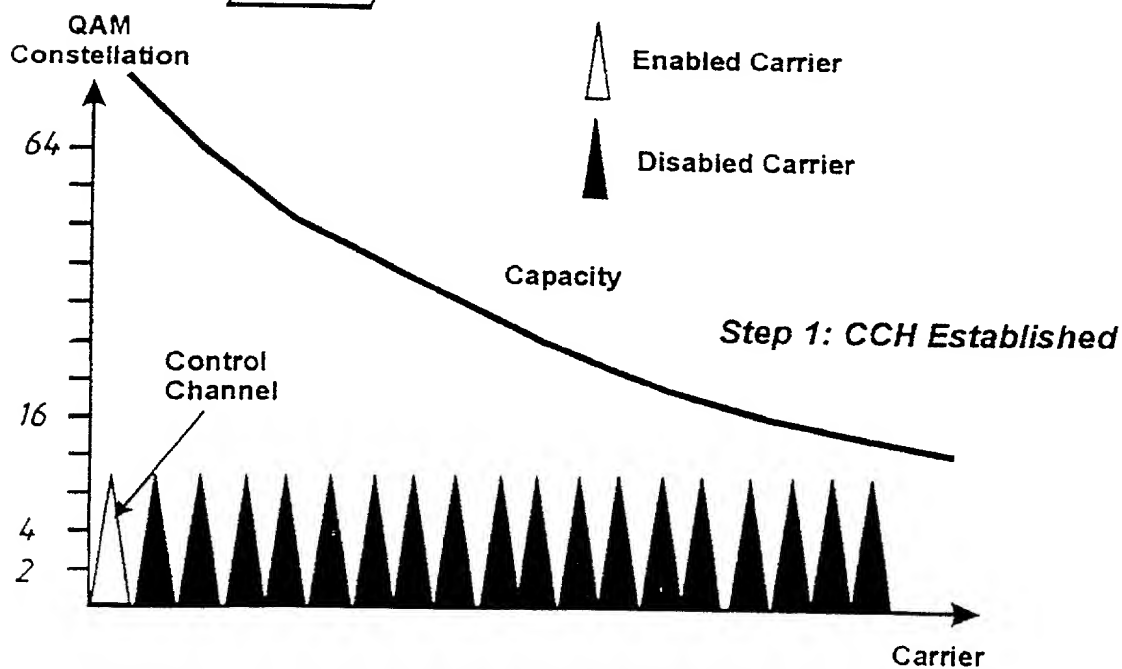 QAM
Constellation
Enabled Carrier
64
Disabled Carrier
Capacity
Step 1: CCH Established
Control
Channel
16
4
2
Carrier